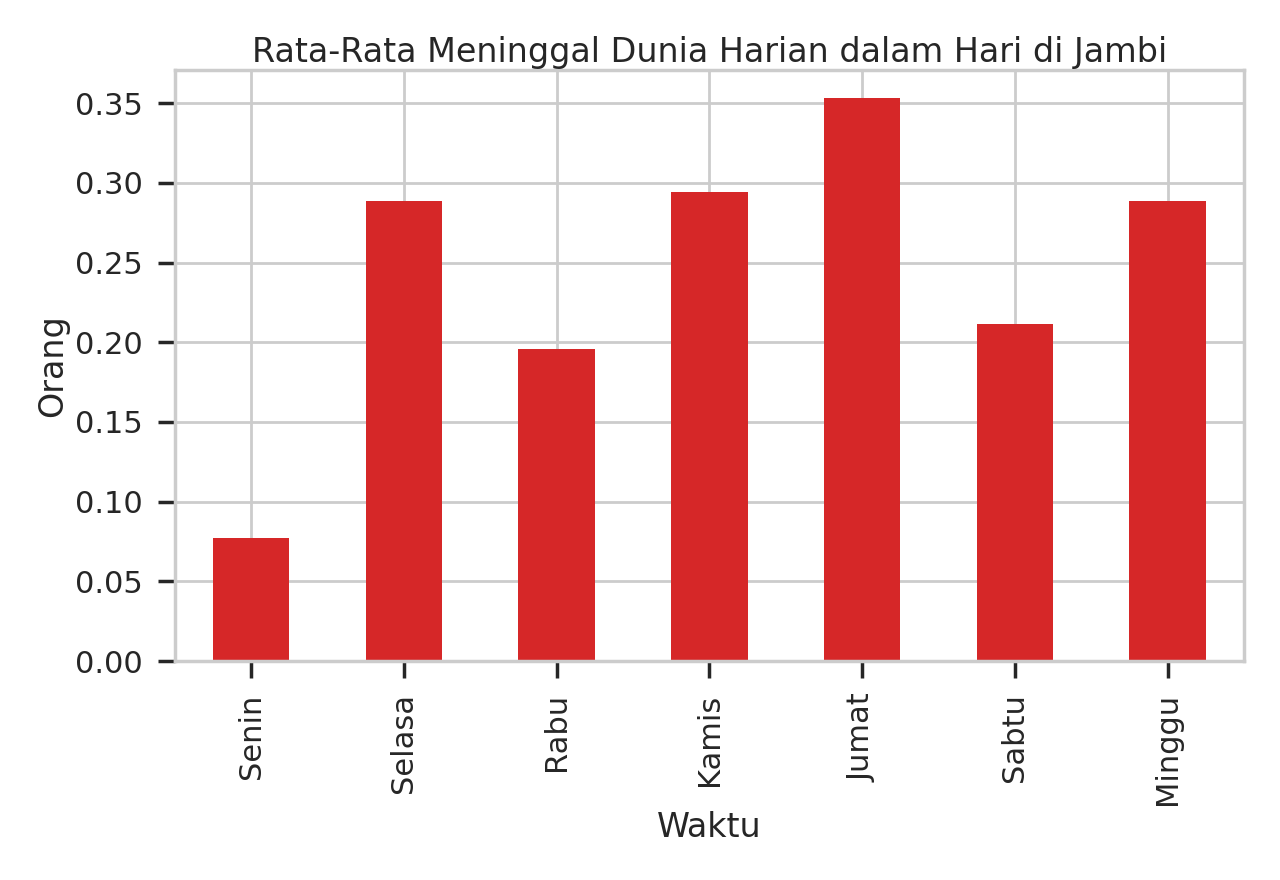 Rata-Rata Meninggal Dunia Harian dalam Hari di Jambi
0.35
0.30
0.25
0.20
0.15
0.10
0.05
0.00
Orang
Senin
Selasa
Rabu
Kamis
Jumat
Sabtu
Minggu
Waktu